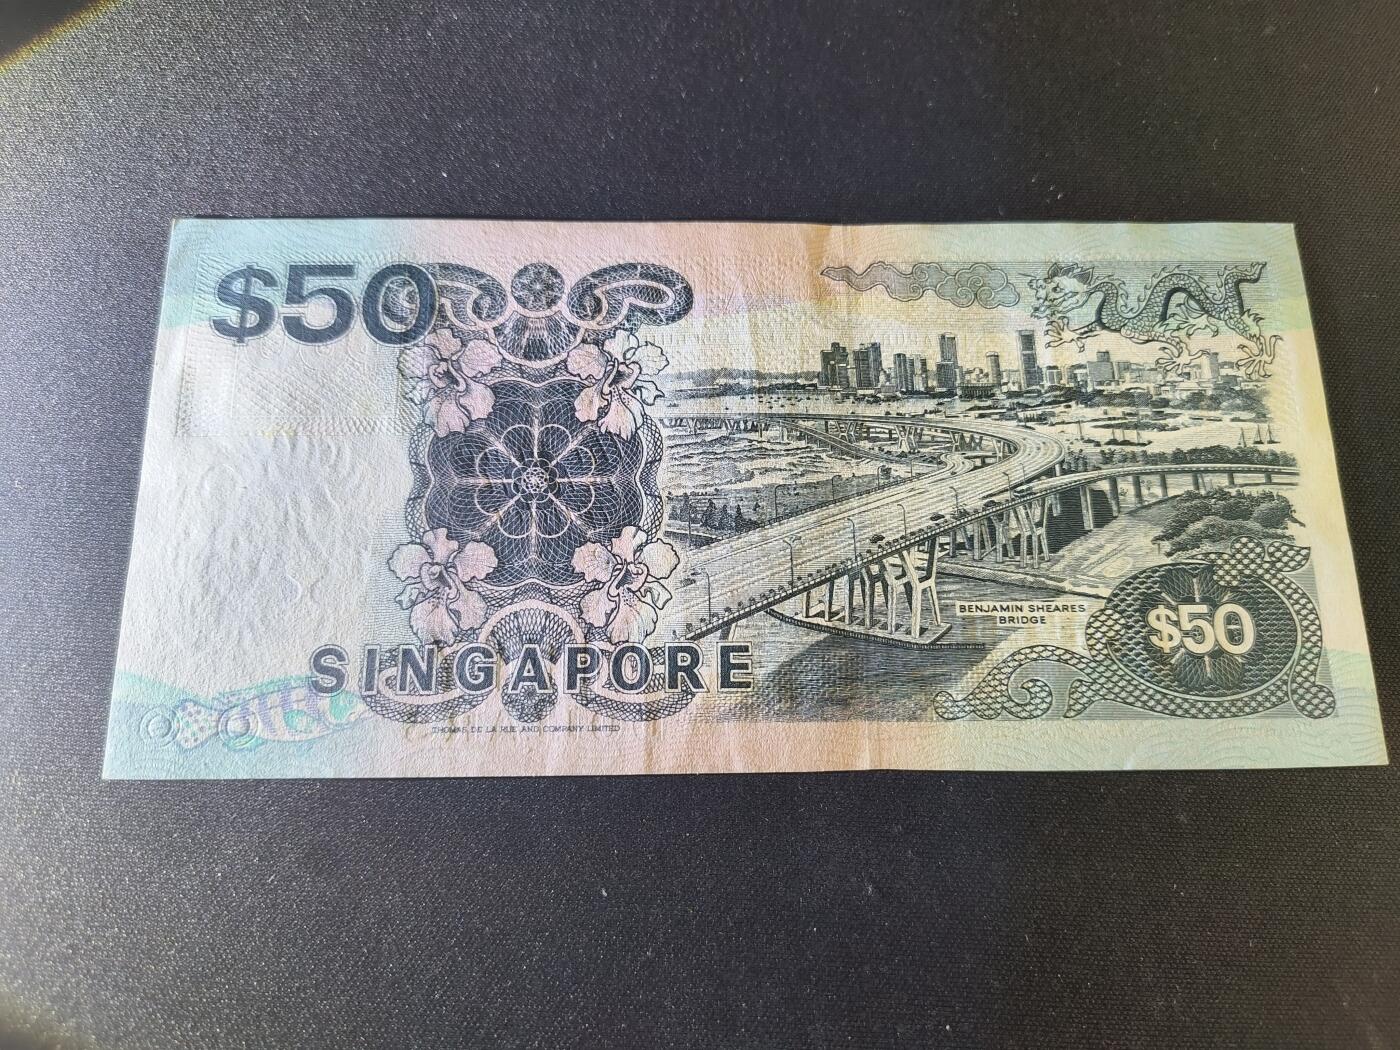 $50
BENJAMIN SHEARES
BRIDGE
$50
SINGAPORE
THOMAS DE LA RUE AND COMPANY LIMITED